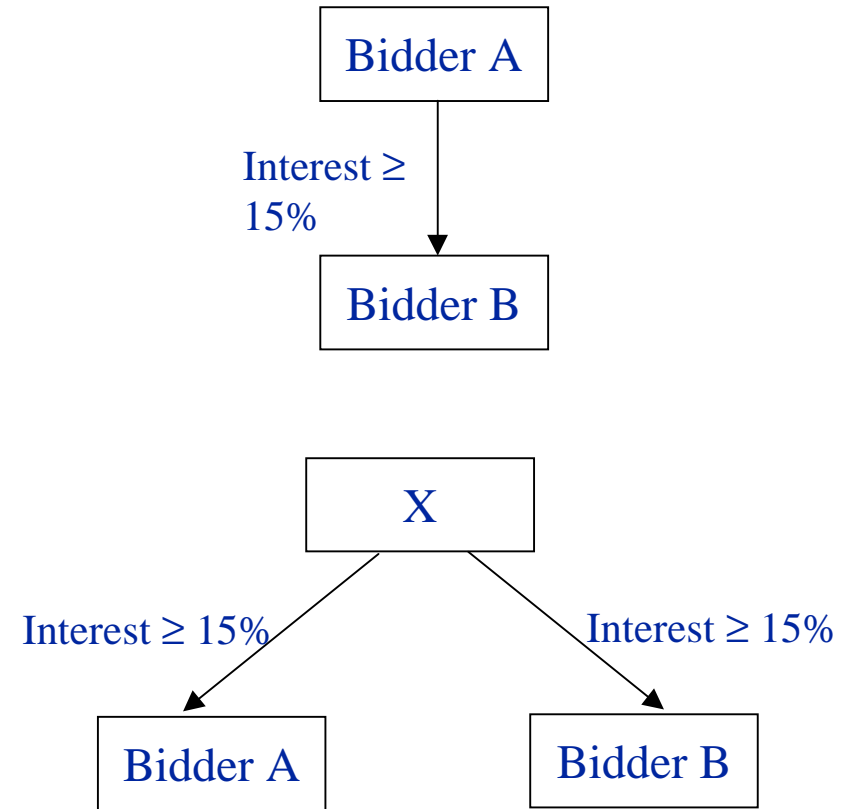 Bidder A
Interest ≥
15%
Bidder B
X
Interest ≥ 15%
Interest ≥ 15%
Bidder A
Bidder B